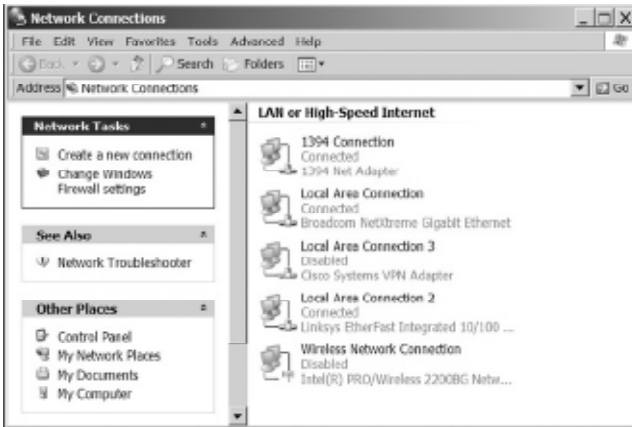 Network Connections
File Edit View Favorites Tools Advanced Help
Back Search Folders
Address Network Connections Go
Network Tasks
Create a new connection
Change Windows
Firewall settings
See Also
Network Troubleshooter
Other Places
Control Panel
My Network Places
My Documents
My Computer
LAN or High-Speed Internet
1394 Connection
Connected
1394 Net Adapter
Local Area Connection
Connected
Broadcom NetXtreme Gigabit Ethernet
Local Area Connection 3
Disabled
Cisco Systems VPN Adapter
Local Area Connection 2
Connected
Linksys EtherFast Integrated 10/100 ...
Wireless Network Connection
Disabled
Intel(R) PRO/Wireless 2200BG Netw...